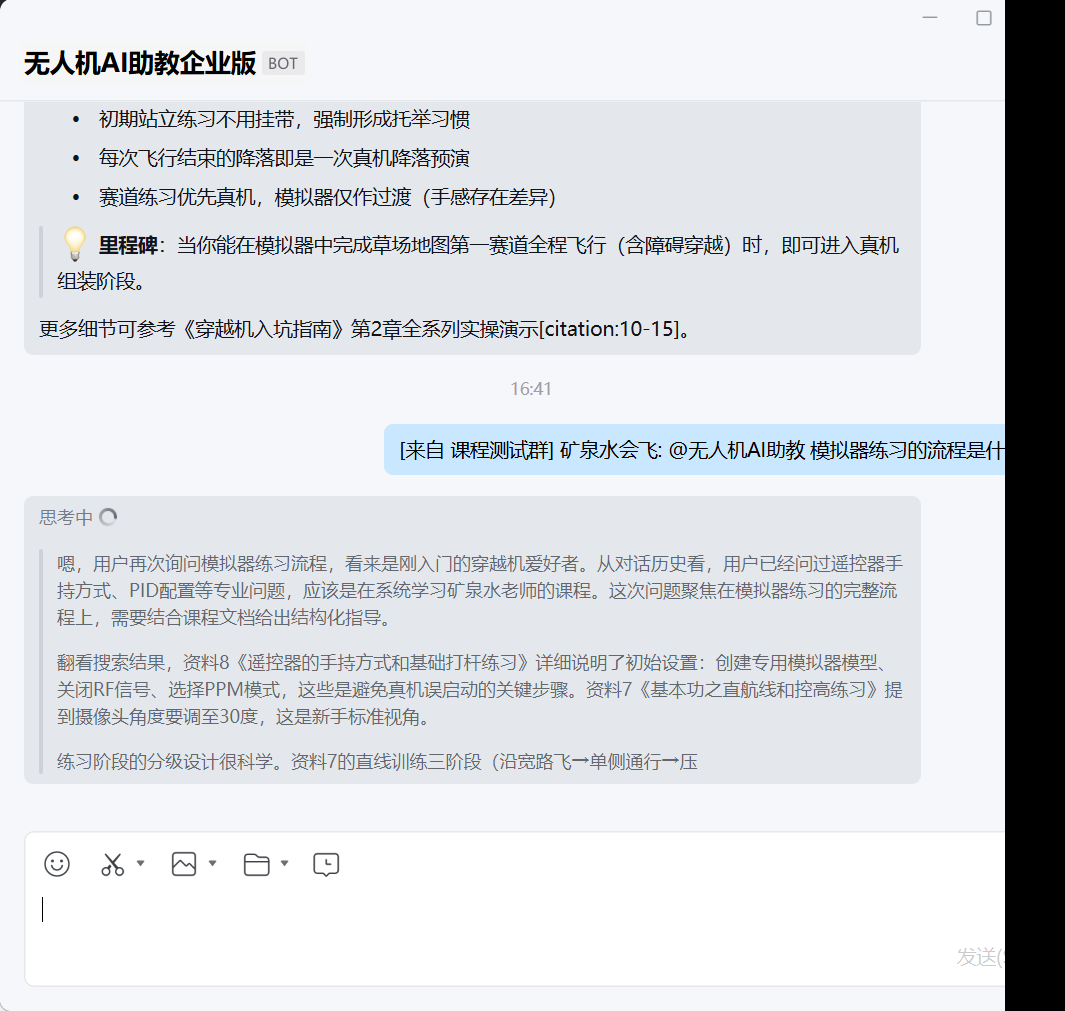 无人机AI助教企业版 BOT
• 初期站立练习不用挂带，强制形成托举习惯
• 每次飞行结束的降落即是一次真机降落预演
• 赛道练习优先真机，模拟器仅作过渡（手感存在差异）
💡 里程碑：当你能在模拟器中完成草场地图第一赛道全程飞行（含障碍穿越）时，即可进入真机
组装阶段。
更多细节可参考《穿越机入坑指南》第2章全系列实操演示[citation:10-15]。
16:41
[来自 课程测试群] 矿泉水会飞: @无人机AI助教 模拟器练习的流程是什
思考中
嗯，用户再次询问模拟器练习流程，看来是刚入门的穿越机爱好者。从对话历史看，用户已经问过遥控器手
持方式、PID配置等专业问题，应该是在系统学习矿泉水老师的课程。这次问题聚焦在模拟器练习的完整流
程上，需要结合课程文档给出结构化指导。
翻看搜索结果，资料8《遥控器的手持方式和基础打杆练习》详细说明了初始设置：创建专用模拟器模型、
关闭RF信号、选择PPM模式，这些是避免真机误启动的关键步骤。资料7《基本功之直航线和控高练习》提
到摄像头角度要调至30度，这是新手标准视角。
练习阶段的分级设计很科学。资料7的直线训练三阶段（沿宽路飞→单侧通行→压
发送(